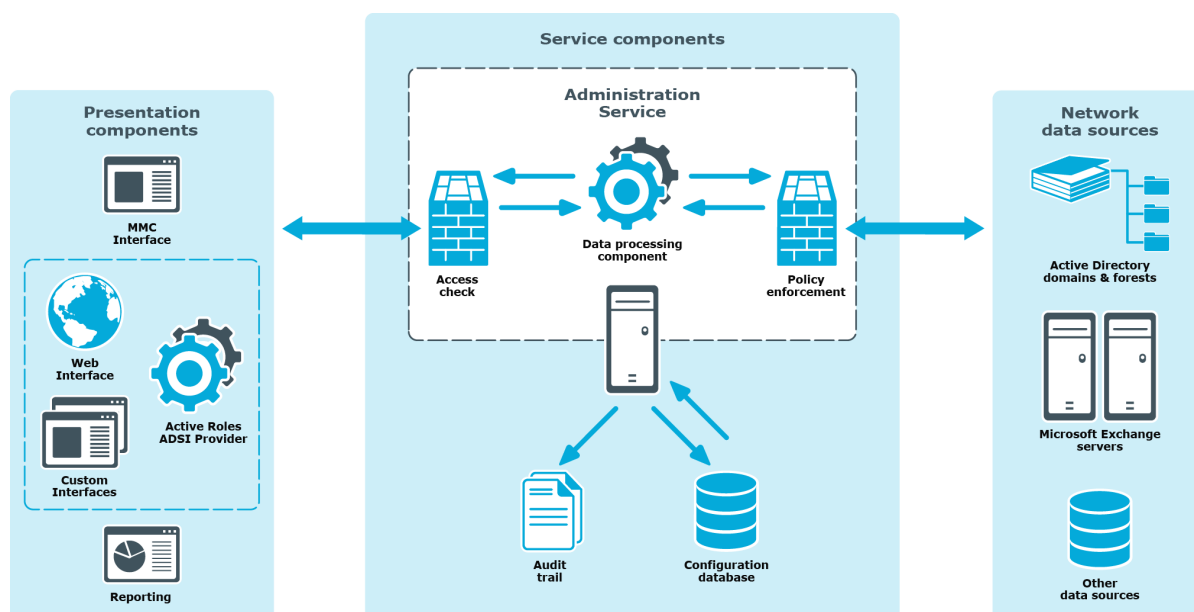 Presentation
components
MMC
Interface
Web
Interface
Active Roles
ADSI Provider
Custom
Interfaces
Reporting
Service components
Administration
Service
Access
check
Data processing
component
Policy
enforcement
Audit
trail
Configuration
database
Network
data sources
Active Directory
domains & forests
Microsoft Exchange
servers
Other
data sources